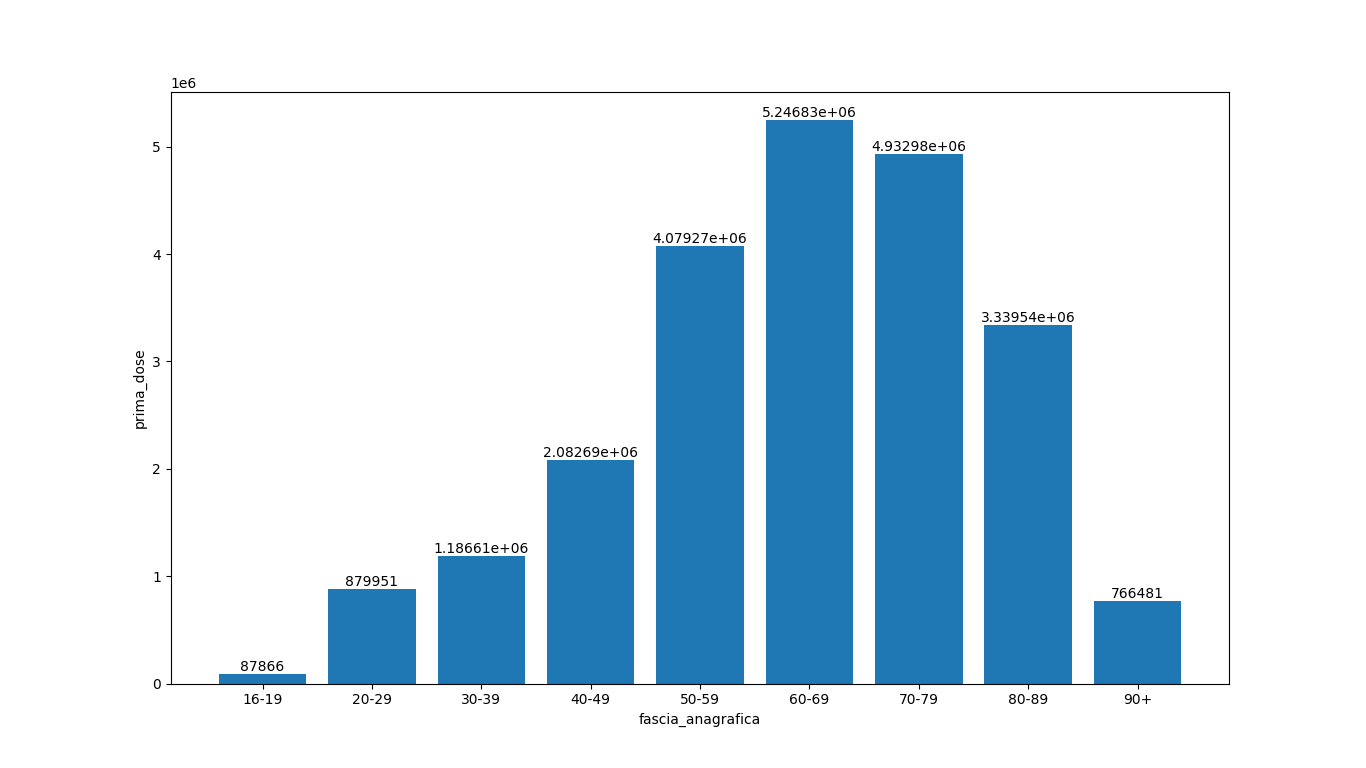 1e6
5.24683e+06
4.93298e+06
4.07927e+06
3.33954e+06
2.08269e+06
1.18661e+06
879951
766481
87866
5
4
3
2
1
0
prima_dose
16-19 20-29 30-39 40-49 50-59 60-69 70-79 80-89 90+
fascia_anagrafica